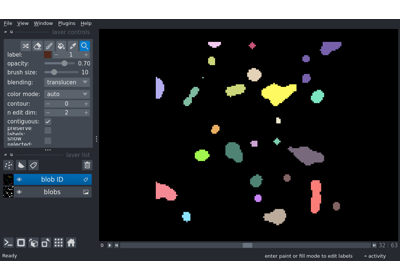 File View Window Plugins Help
layer controls
label: 1
opacity: 0.70
brush size: 10
blending: translucen
color mode: auto
contour: 0
n edit dim: 2
contiguous:
preserve
labels:
show
selected:
layer list
blob ID
blobs
0 32 63
Ready enter paint or fill mode to edit labels activity